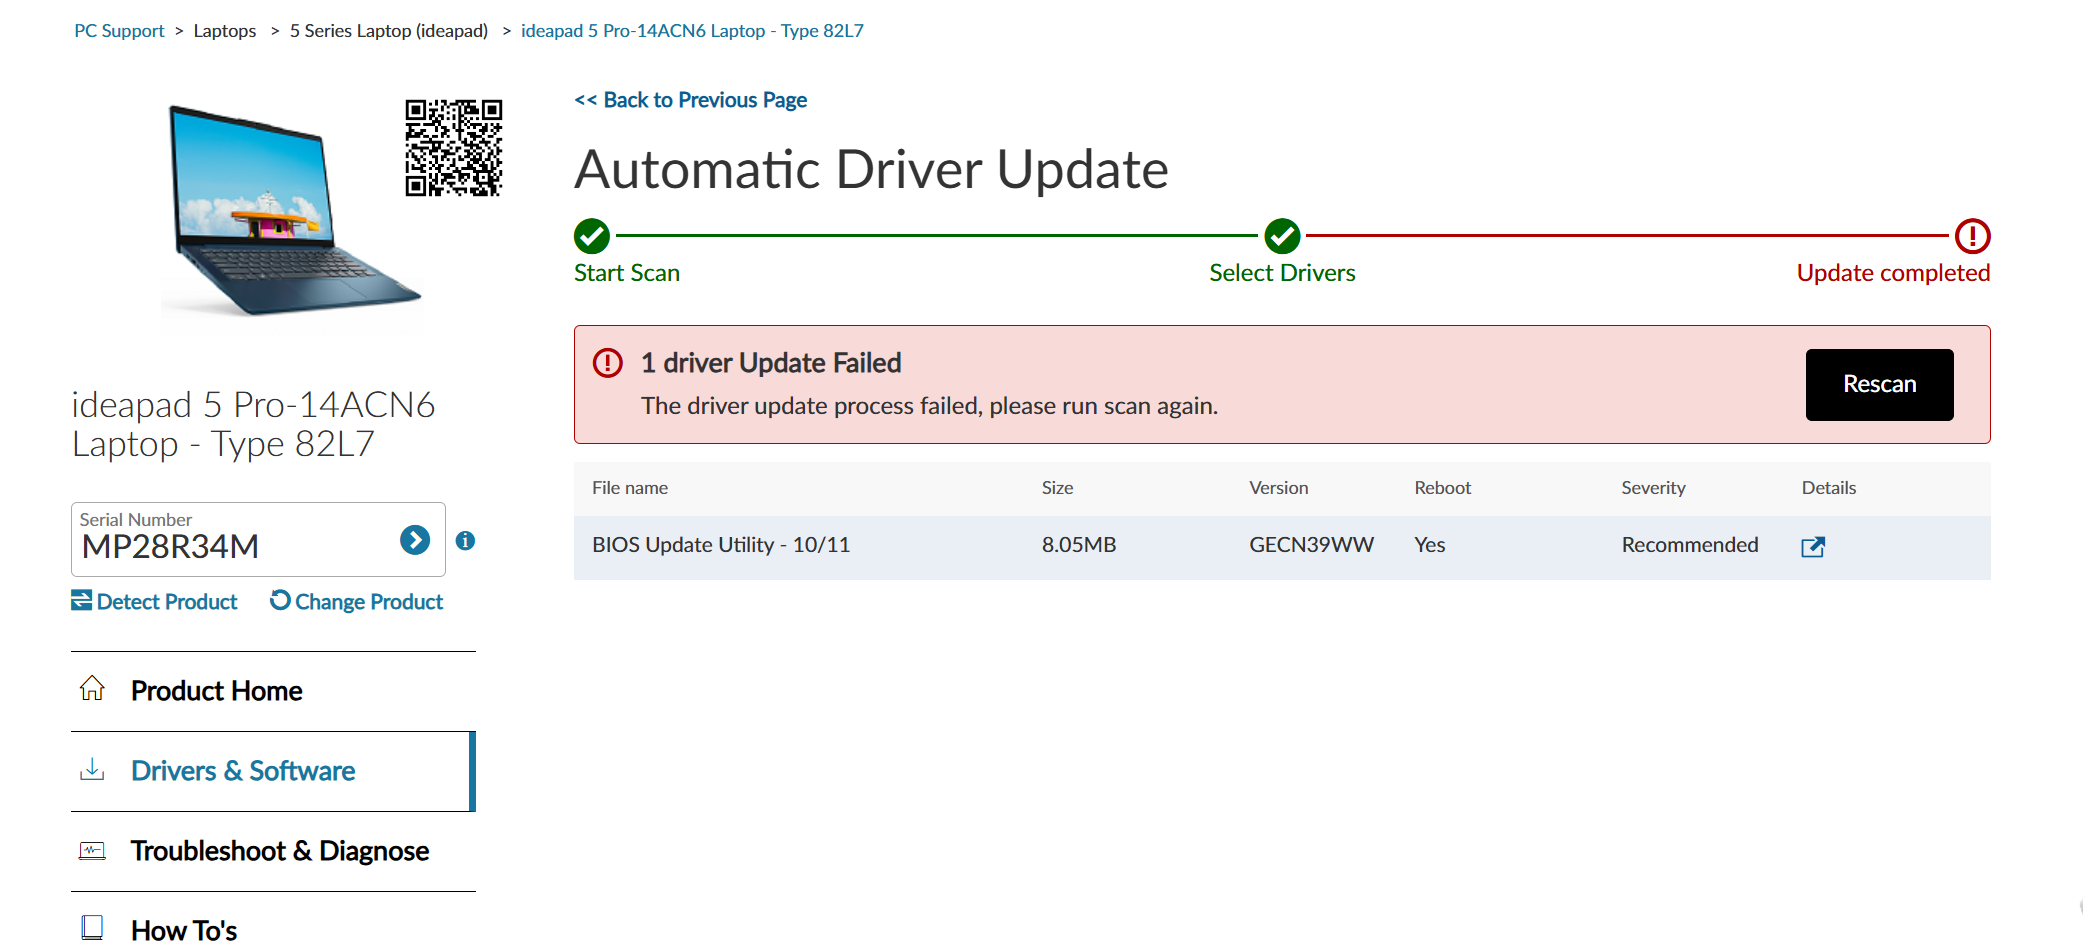 PC Support > Laptops > 5 Series Laptop (ideapad) > ideapad 5 Pro-14ACN6 Laptop - Type 82L7
<< Back to Previous Page
Automatic Driver Update
Start Scan
Select Drivers
Update completed
1 driver Update Failed
The driver update process failed, please run scan again.
Rescan
File name Size Version Reboot Severity Details
BIOS Update Utility - 10/11 8.05MB GECN39WW Yes Recommended
ideapad 5 Pro-14ACN6
Laptop - Type 82L7
Serial Number
MP28R34M
Detect Product Change Product
Product Home
Drivers & Software
Troubleshoot & Diagnose
How To's